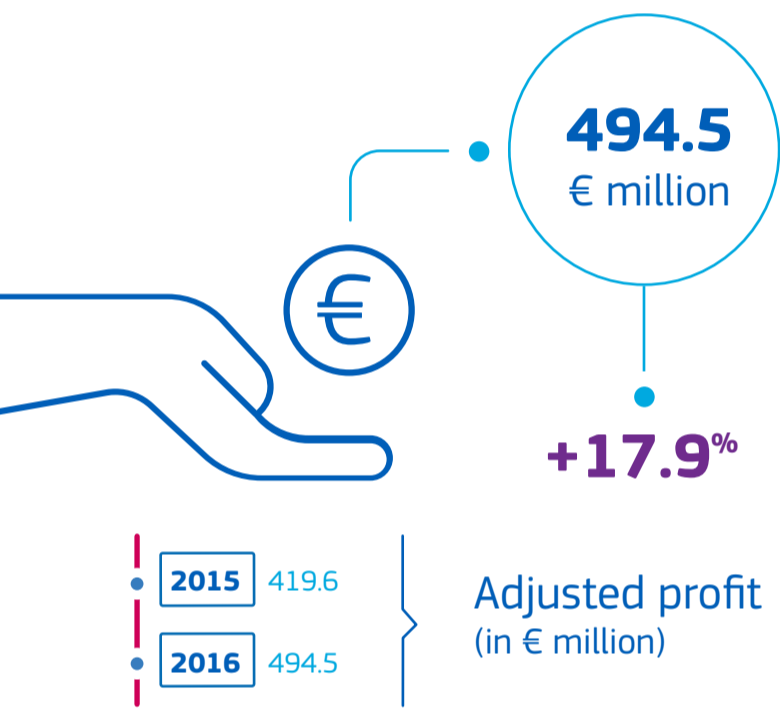 494.5
€ million
€
+17.9%
2015 419.6
2016 494.5
Adjusted profit
(in € million)